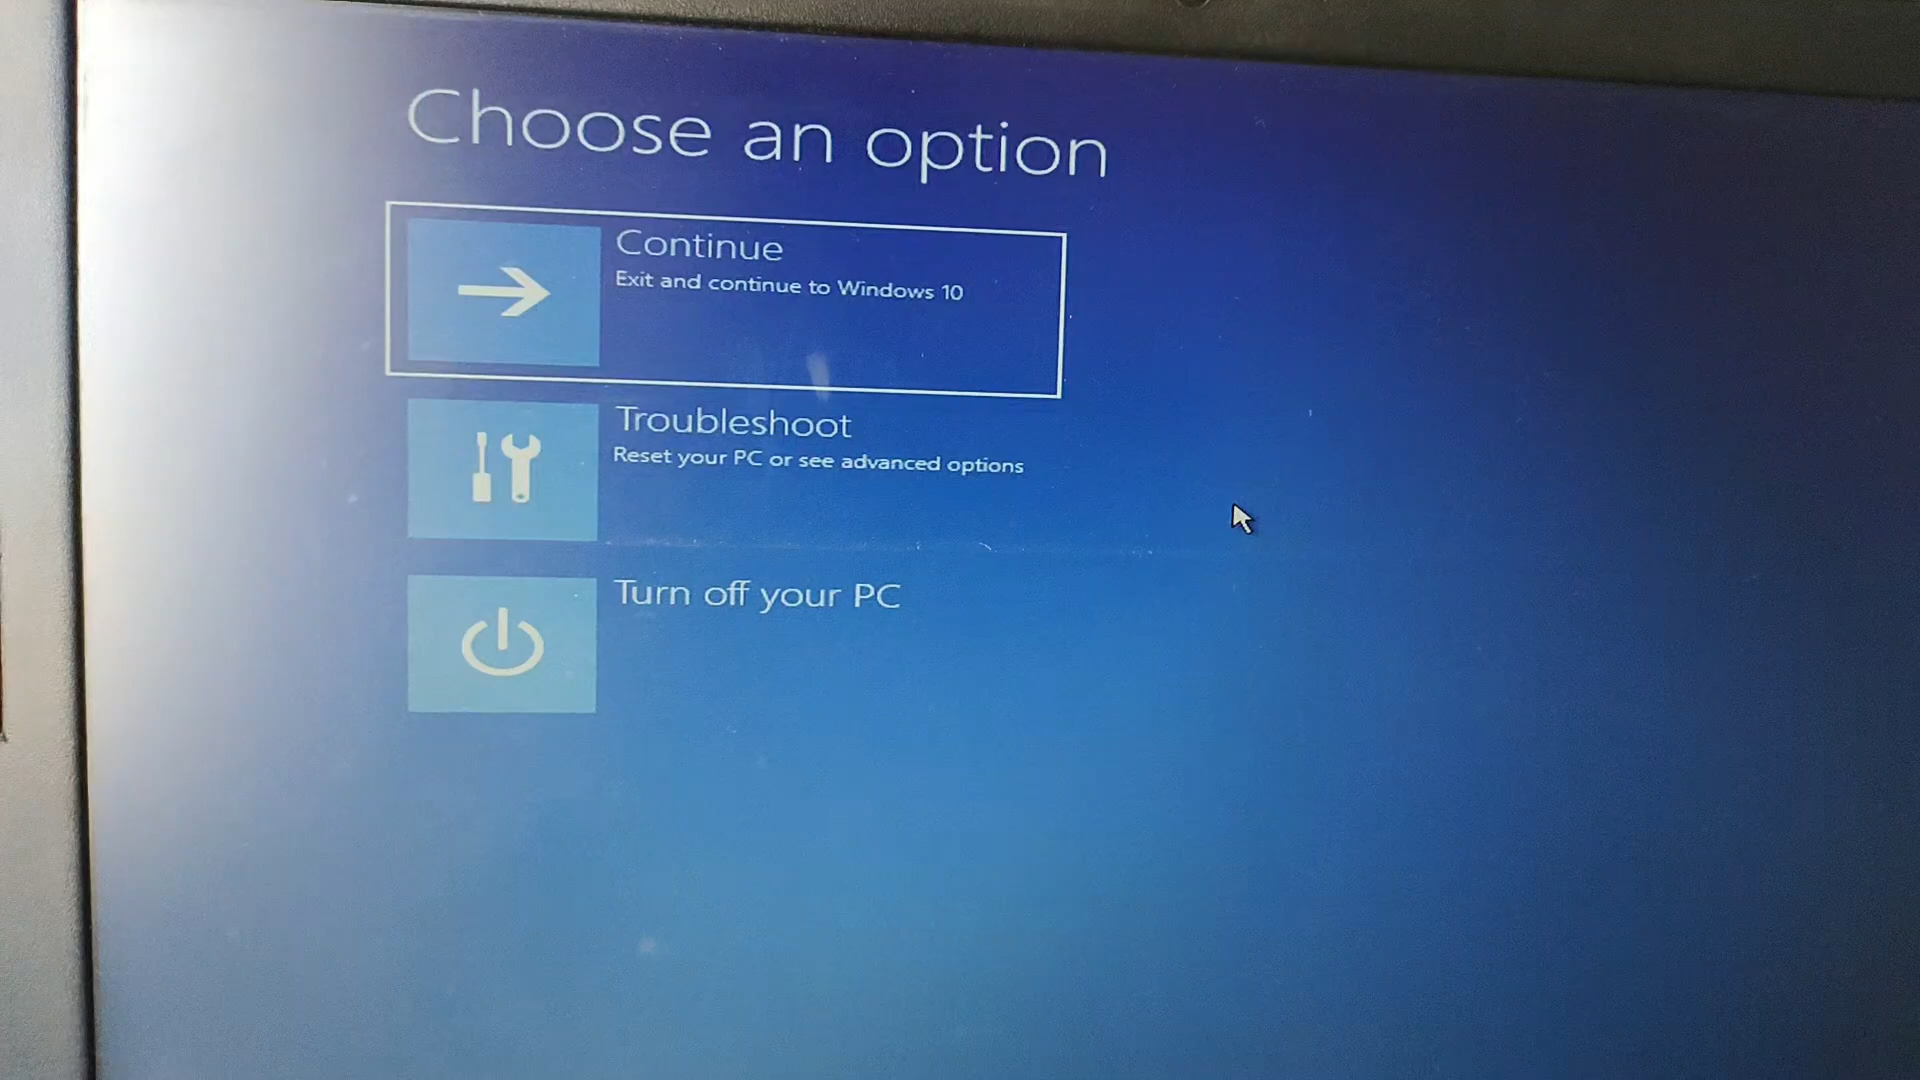 Choose an option
Continue
Exit and continue to Windows 10
Troubleshoot
Reset your PC or see advanced options
Turn off your PC